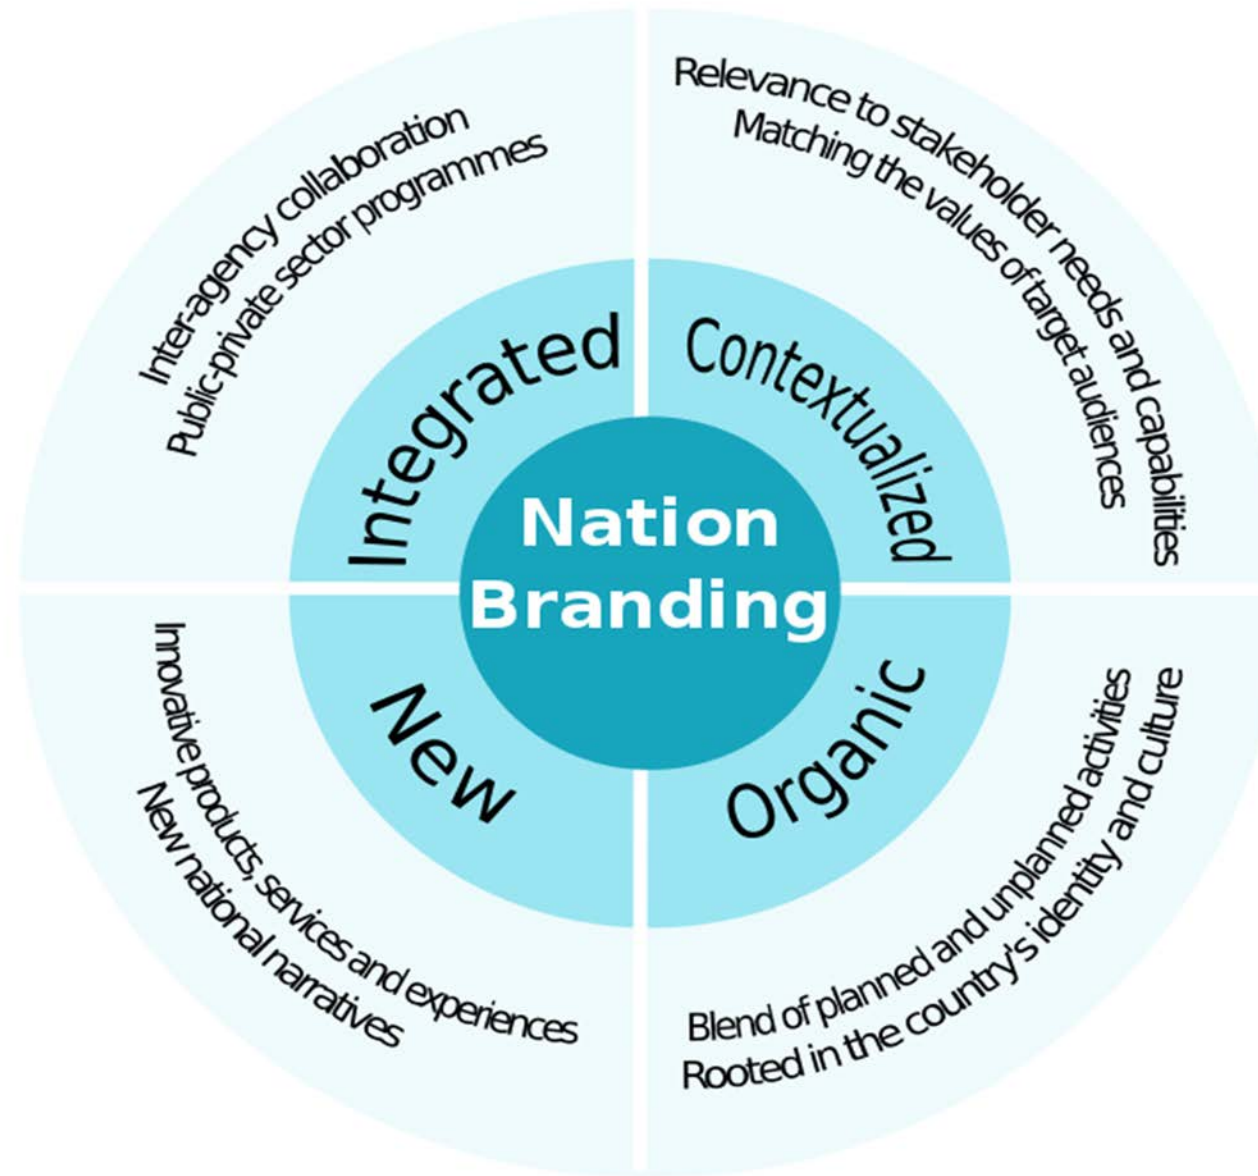 Inter-agency collaboration
Public-private sector programmes
Integrated
Relevance to stakeholder needs and capabilities
Matching the values of target audiences
Contextualized
Nation
Branding
New
Innovative products, services and experiences
New national narratives
Organic
Blend of planned and unplanned activities
Rooted in the country's identity and culture